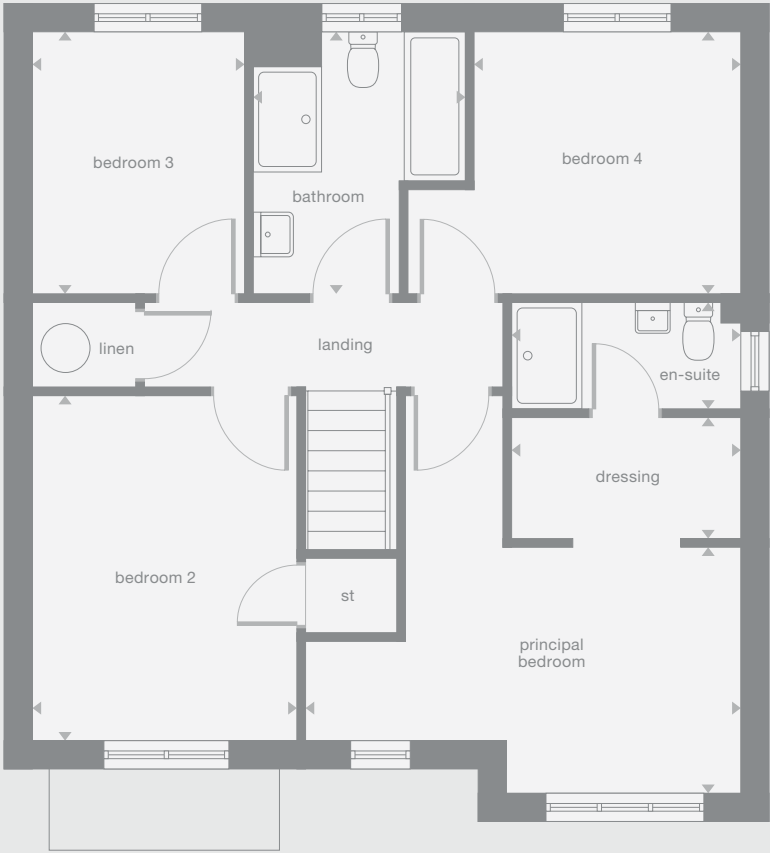 bedroom 3
bathroom
bedroom 4
linen
landing
en-suite
dressing
bedroom 2
st
principal
bedroom